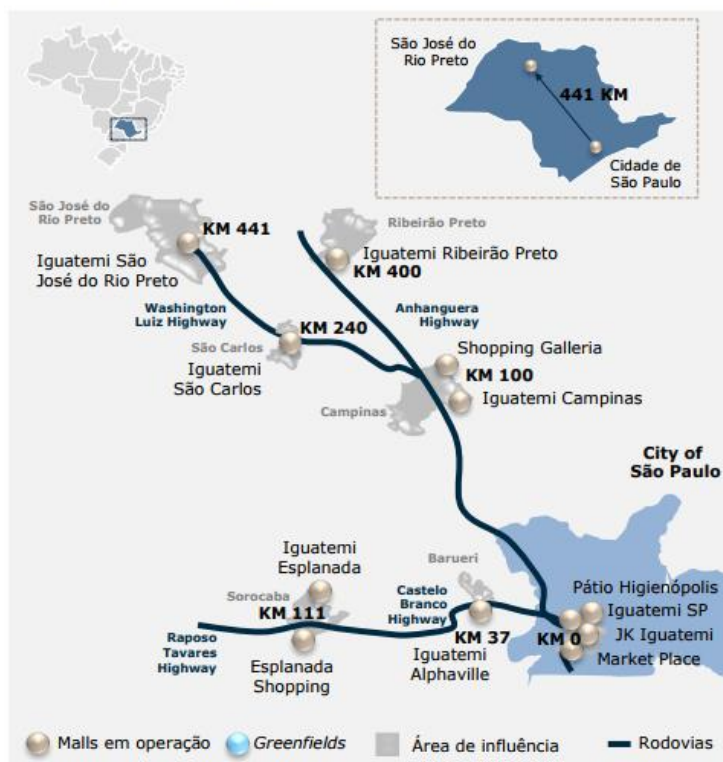 São José do
Rio Preto
441 KM
Cidade de
São Paulo
São José do
Rio Preto
KM 441
Ribeirão Preto
Iguatemi São
José do Rio Preto
Iguatemi Ribeirão Preto
KM 400
Washington
Luiz Highway
KM 240
Anhanguera
Highway
São Carlos
Iguatemi
São Carlos
Shopping Galleria
KM 100
Iguatemi Campinas
Campinas
City of
São Paulo
Iguatemi
Esplanada
Barueri
Sorocaba
KM 111
Castelo
Branco
Highway
Pátio Higienópolis
Iguatemi SP
JK Iguatemi
Market Place
KM 0
KM 37
Iguatemi
Alphaville
Raposo
Tavares
Highway
Esplanada
Shopping
Malls em operação
Greenfields
Área de influência
Rodovias